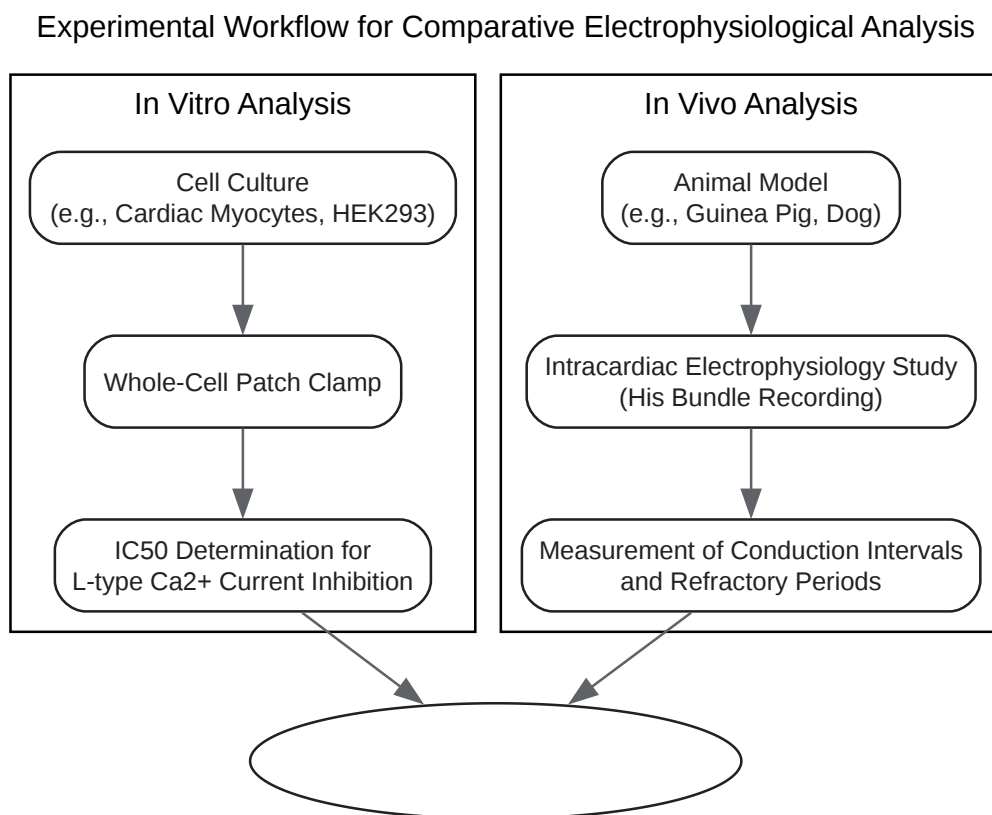 Experimental Workflow for Comparative Electrophysiological Analysis
In Vitro Analysis
Cell Culture
(e.g., Cardiac Myocytes, HEK293)
Whole-Cell Patch Clamp
IC50 Determination for
L-type Ca2+ Current Inhibition
In Vivo Analysis
Animal Model
(e.g., Guinea Pig, Dog)
Intracardiac Electrophysiology Study
(His Bundle Recording)
Measurement of Conduction Intervals
and Refractory Periods